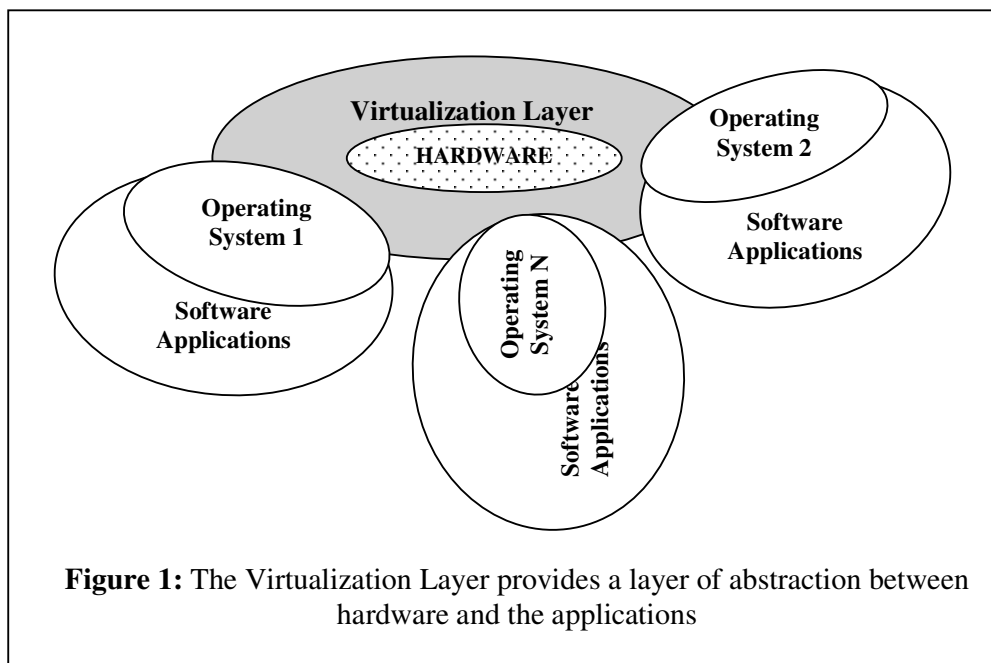 Virtualization Layer
HARDWARE
Operating
System 2
Software
Applications
Operating
System 1
Software
Applications
Operating
System N
Software
Applications
Figure 1: The Virtualization Layer provides a layer of abstraction between
hardware and the applications